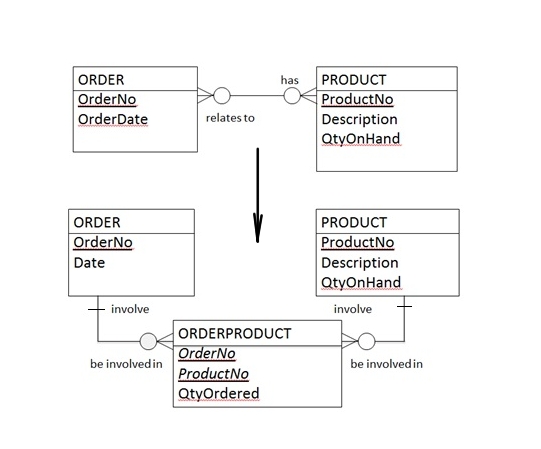 ORDER
OrderNo
OrderDate
relates to
has
PRODUCT
ProductNo
Description
QtyOnHand
ORDER
OrderNo
Date
involve
be involved in
PRODUCT
ProductNo
Description
QtyOnHand
involve
be involved in
ORDERPRODUCT
OrderNo
ProductNo
QtyOrdered